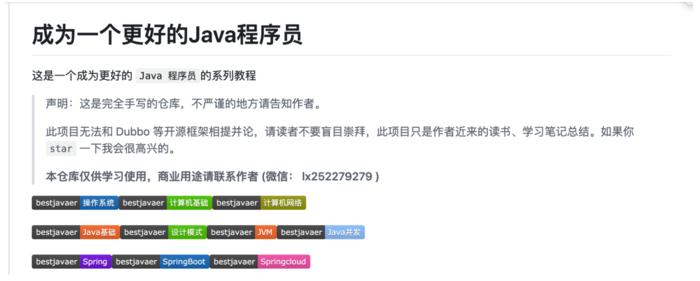 成为一个更好的Java程序员
这是一个成为更好的 Java 程序员 的系列教程
声明：这是完全手写的仓库，不严谨的地方请告知作者。
此项目无法和 Dubbo 等开源框架相提并论，请读者不要盲目崇拜，此项目只是作者近来的读书、学习笔记总结。如果你
star 一下我会很高兴的。
本仓库仅供学习使用，商业用途请联系作者 (微信： lx252279279 )
bestjavaer 操作系统 bestjavaer 计算机基础 bestjavaer 计算机网络
bestjavaer Java基础 bestjavaer 设计模式 bestjavaer JVM bestjavaer Java并发
bestjavaer Spring bestjavaer SpringBoot bestjavaer Springcloud